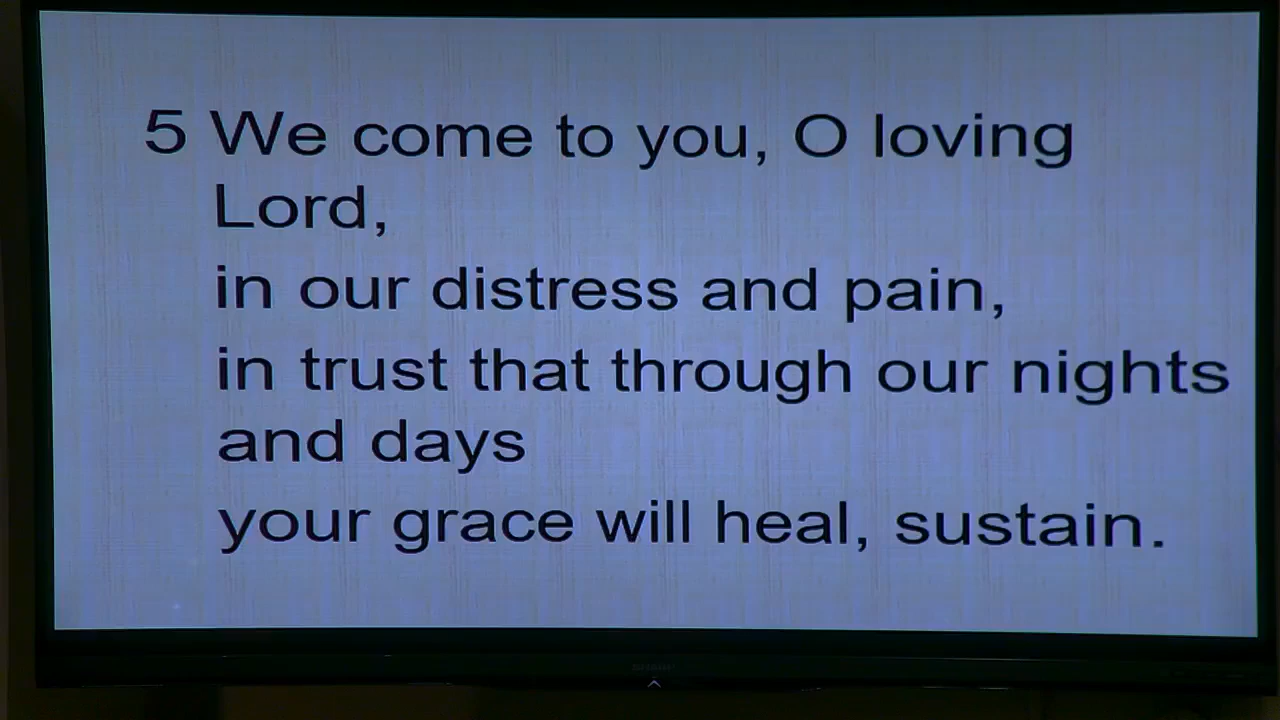 5 We come to you, O loving
Lord,
in our distress and pain,
in trust that through our nights
and days
your grace will heal, sustain.